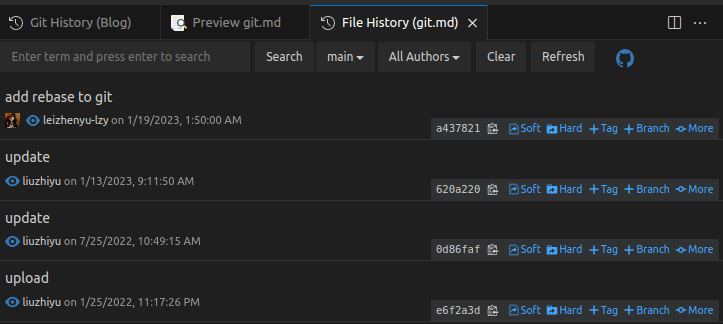 Git History (Blog) Preview git.md File History (git.md)
Enter term and press enter to search Search main All Authors Clear Refresh
add rebase to git
leizhenyu-lzy on 1/19/2023, 1:50:00 AM a437821 Soft Hard +Tag +Branch More
update
liuzhiyu on 1/13/2023, 9:11:50 AM 620a220 Soft Hard +Tag +Branch More
update
liuzhiyu on 7/25/2022, 10:49:15 AM 0d86faf Soft Hard +Tag +Branch More
upload
liuzhiyu on 1/25/2022, 11:17:26 PM e6f2a3d Soft Hard +Tag +Branch More